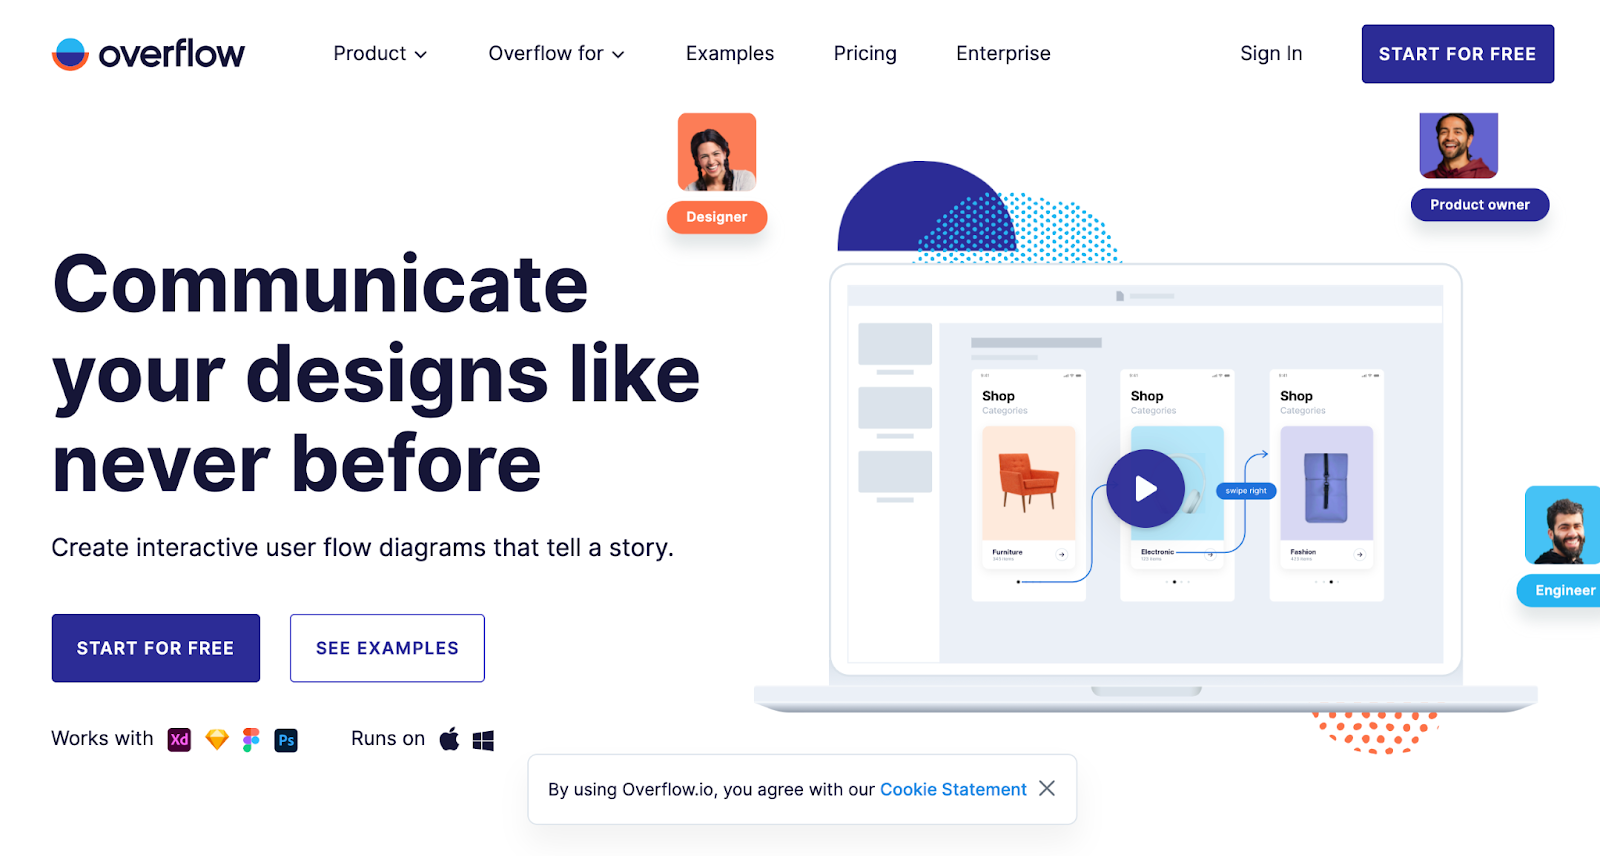 overflow
Product
Overflow for
Examples
Pricing
Enterprise
Sign In
START FOR FREE
Designer
Product owner
Communicate
your designs like
never before
Create interactive user flow diagrams that tell a story.
START FOR FREE
SEE EXAMPLES
Works with
Xd
Ps
Runs on
Shop
Categories
Furniture
Shop
Categories
Electronic
swipe right
Shop
Categories
Fashion
Engineer
By using Overflow.io, you agree with our Cookie Statement